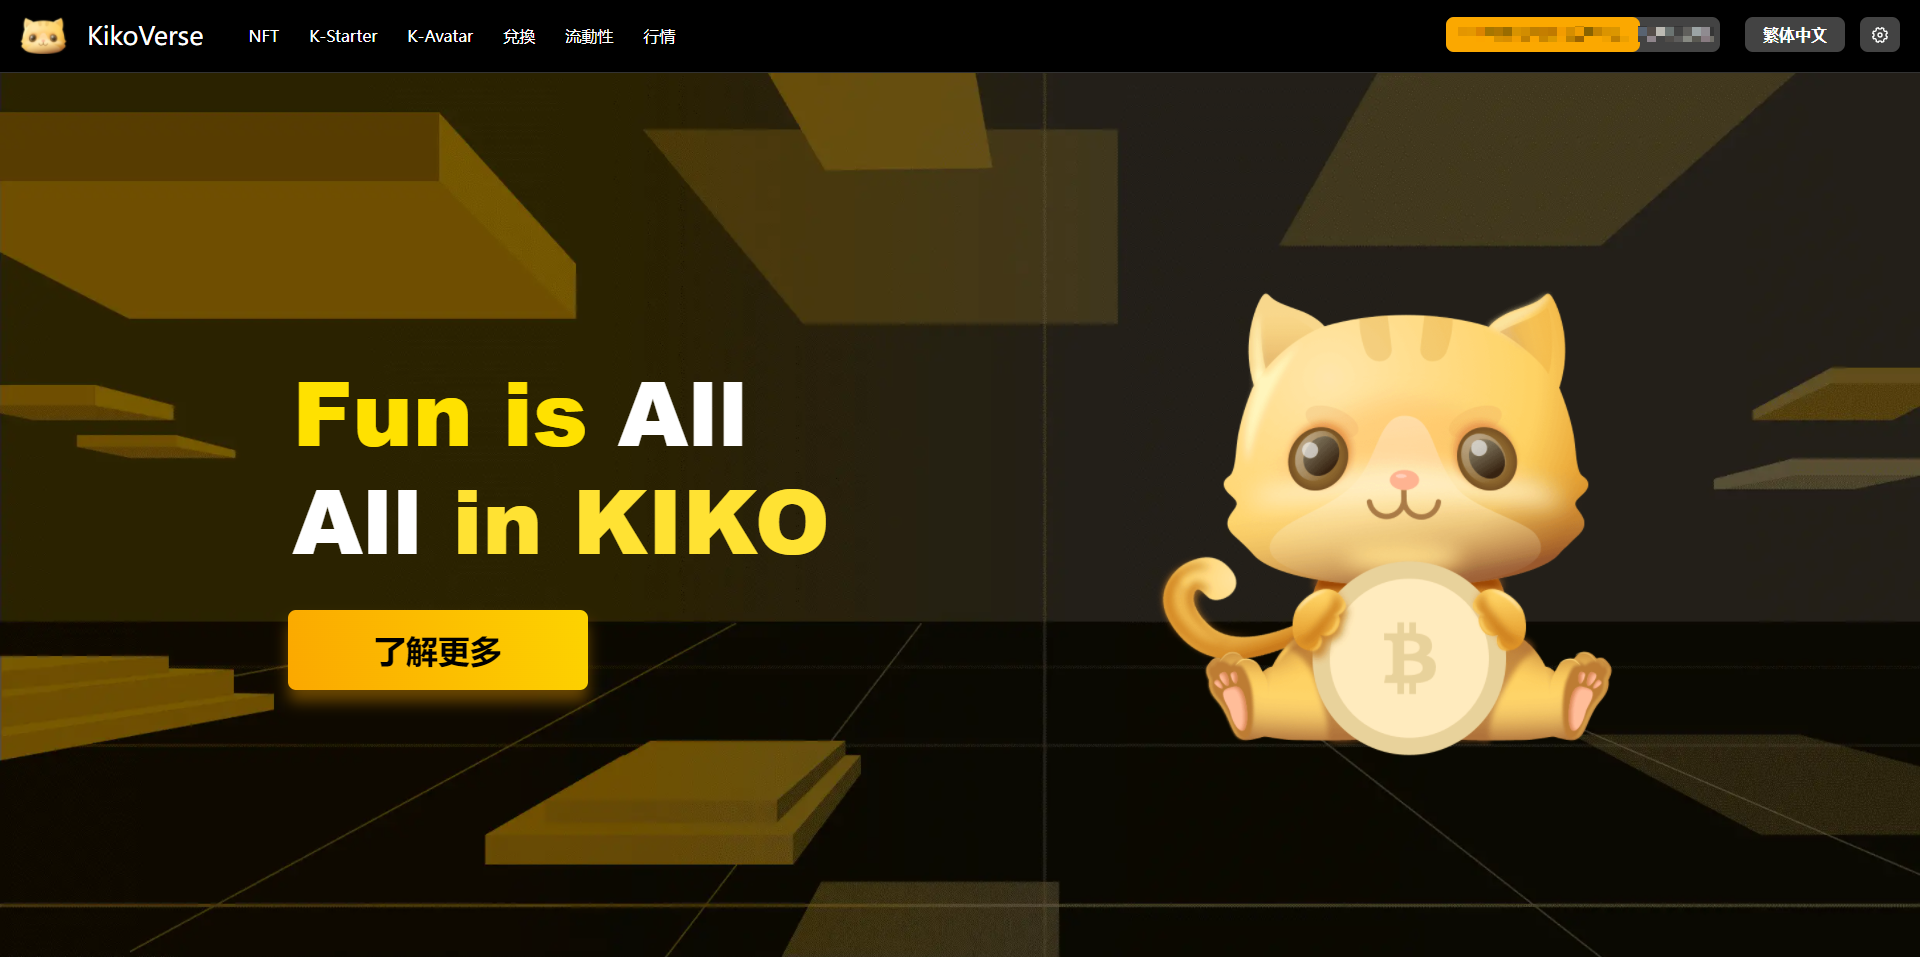 KikoVerse
NFT
K-Starter
K-Avatar
兌換
流動性
行情
繁体中文
Fun is All
All in KIKO
了解更多